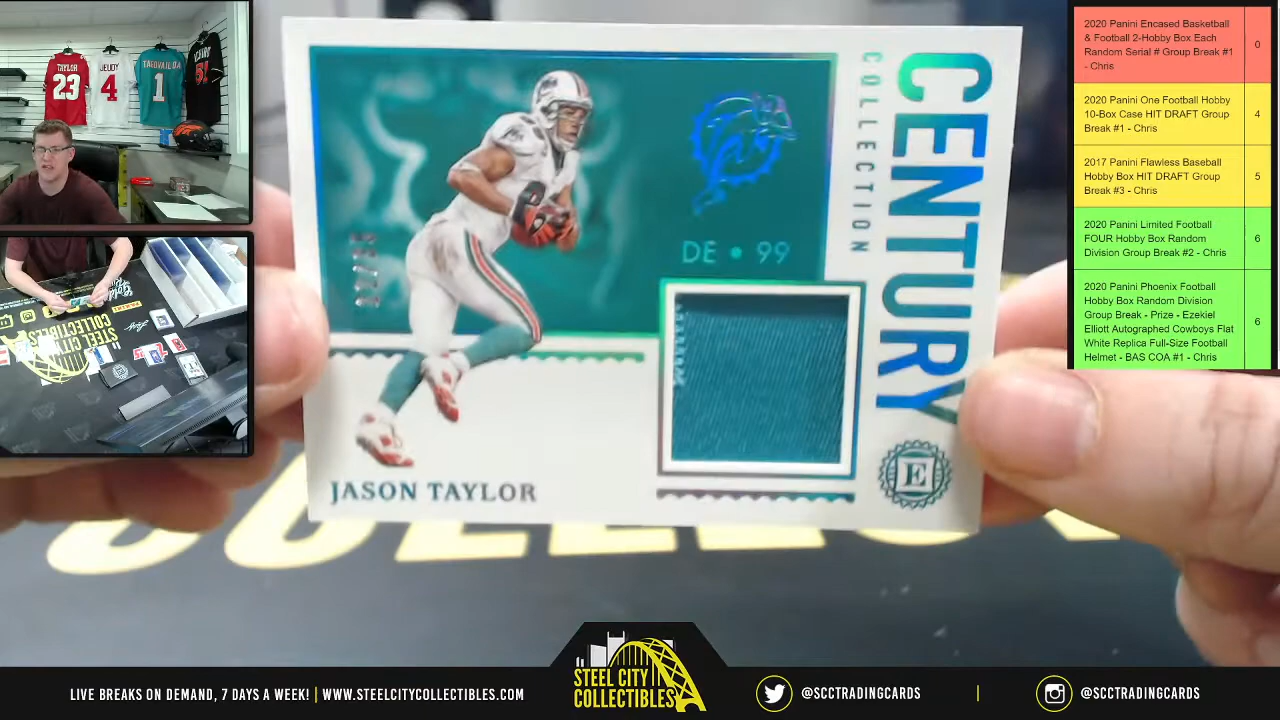 TAYLOR
23
JEUDY
4
TAGOVAILOA
1
CENTURY
COLLECTION
DE • 99
JASON TAYLOR
E
2020 Panini Encased Basketball
& Football 2-Hobby Box Each
Random Serial # Group Break #1
- Chris
0
2020 Panini One Football Hobby
10-Box Case HIT DRAFT Group
Break #1 - Chris
4
2017 Panini Flawless Baseball
Hobby Box HIT DRAFT Group
Break #3 - Chris
5
2020 Panini Limited Football
FOUR Hobby Box Random
Division Group Break #2 - Chris
6
2020 Panini Phoenix Football
Hobby Box Random Division
Group Break - Prize - Ezekiel
Elliott Autographed Cowboys Flat
White Replica Full-Size Football
Helmet - BAS COA #1 - Chris
6
LIVE BREAKS ON DEMAND, 7 DAYS A WEEK! | WWW.STEELCITYCOLLECTIBLES.COM
STEEL CITY
COLLECTIBLES
@SCCTRADINGCARDS
@SCCTRADINGCARDS